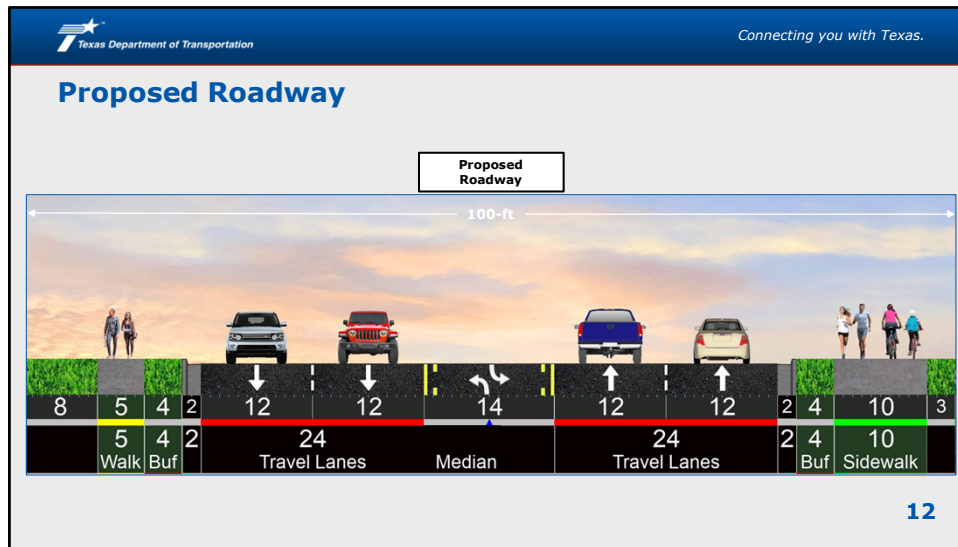 Texas Department of Transportation
Connecting you with Texas.
Proposed Roadway
Proposed
Roadway
100-ft
8 5 4 2 12 12 14 12 12 2 4 10 3
5 4 2 24 24 2 4 10
Walk Buf Travel Lanes Median Travel Lanes Buf Sidewalk
12